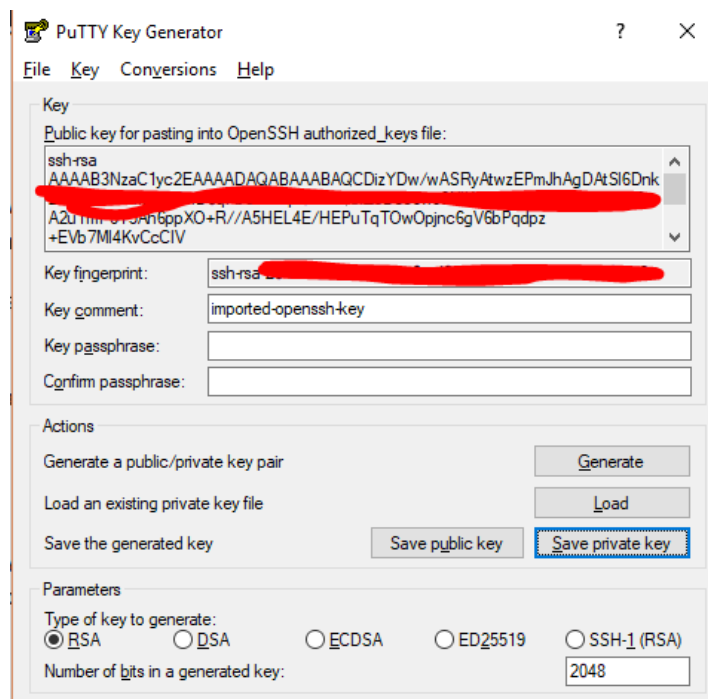 PuTTY Key Generator
File Key Conversions Help
Key
Public key for pasting into OpenSSH authorized_keys file:
ssh-rsa
AAAAB3NzaC1yc2EAAAADAQABAAABAQCDizYDw/wASRyAtwzEPmJhAgDAtSl6Dnk
+EVb7Ml4KvCcCIV
Key fingerprint: ssh-rsa
Key comment: imported-openssh-key
Key passphrase:
Confirm passphrase:
Actions
Generate a public/private key pair Generate
Load an existing private key file Load
Save the generated key Save public key Save private key
Parameters
Type of key to generate:
RSA DSA ECDSA ED25519 SSH-1 (RSA)
Number of bits in a generated key: 2048